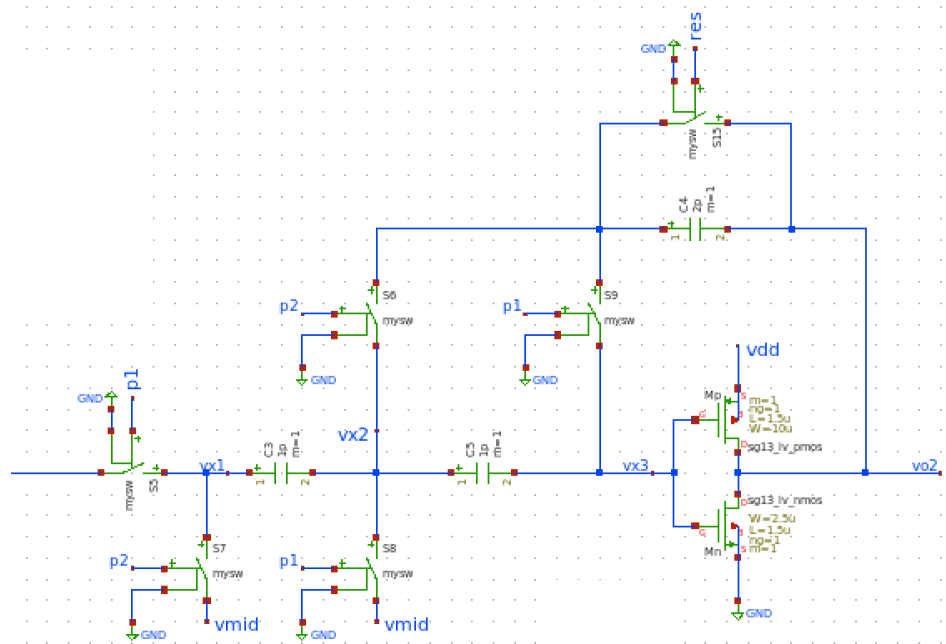 res
GND
+
+
mysw
S15
C4
2p
m=1
+
1
2
p2
+
S6
+
mysw
GND
p1
+
S9
+
mysw
GND
vdd
Mp
S
G
m=1
ng=1
L=1.5u
W=10u
D
sg13_lv_pmos
GND
p1
+
+
mysw
S5
vx1
C3
1p
m=1
+
1
2
vx2
C5
1p
m=1
+
1
2
vx3
vo2
sg13_lv_nmos
D
G
W=2.5u
L=1.5u
ng=1
m=1
S
Mn
GND
p2
+
S7
+
mysw
GND
vmid
p1
+
S8
+
mysw
GND
vmid